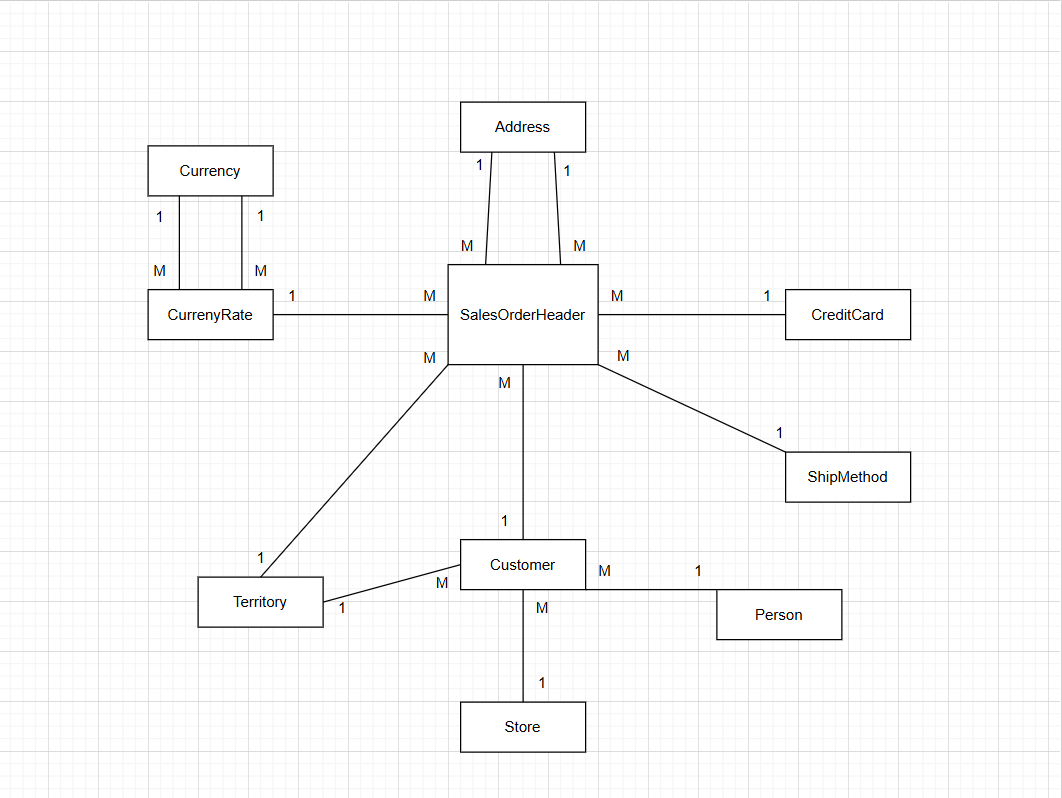 Address
Currency
1
1
1
1
M
M
M
M
1
M
M
1
CurrenyRate
SalesOrderHeader
CreditCard
M
M
M
1
ShipMethod
1
1
Customer
M
M
1
Territory
1
M
Person
1
Store